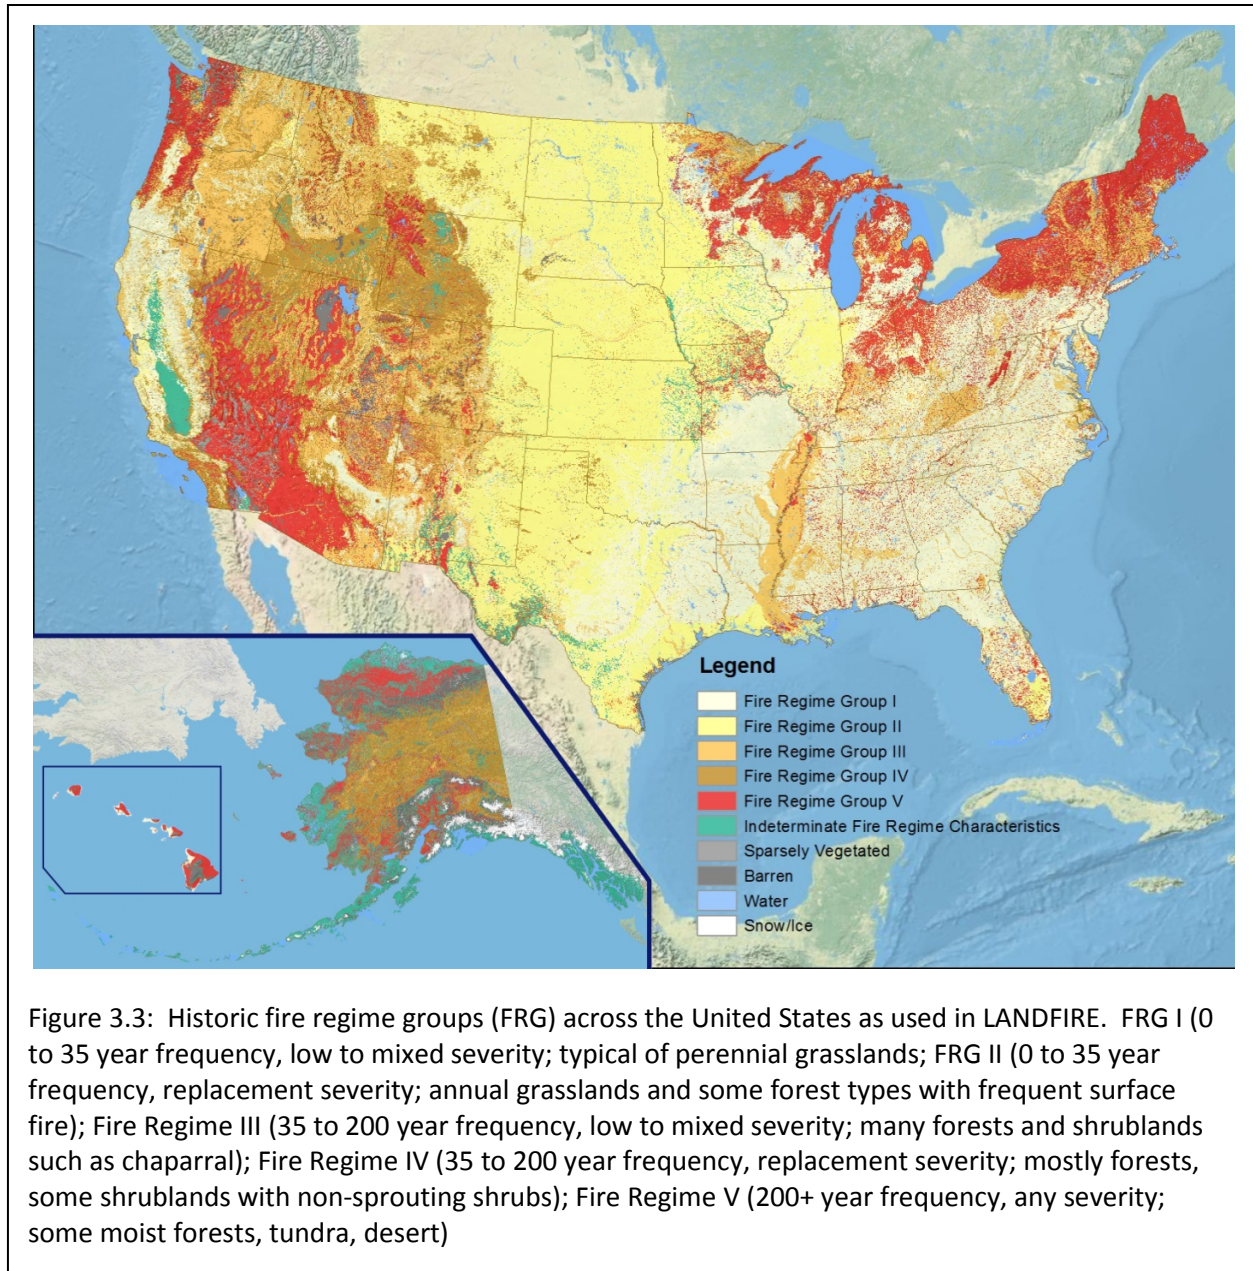 Legend
Fire Regime Group I
Fire Regime Group II
Fire Regime Group III
Fire Regime Group IV
Fire Regime Group V
Indeterminate Fire Regime Characteristics
Sparsely Vegetated
Barren
Water
Snow/Ice
Figure 3.3:  Historic fire regime groups (FRG) across the United States as used in LANDFIRE.  FRG I (0
to 35 year frequency, low to mixed severity; typical of perennial grasslands; FRG II (0 to 35 year
frequency, replacement severity; annual grasslands and some forest types with frequent surface
fire); Fire Regime III (35 to 200 year frequency, low to mixed severity; many forests and shrublands
such as chaparral); Fire Regime IV (35 to 200 year frequency, replacement severity; mostly forests,
some shrublands with non-sprouting shrubs); Fire Regime V (200+ year frequency, any severity;
some moist forests, tundra, desert)